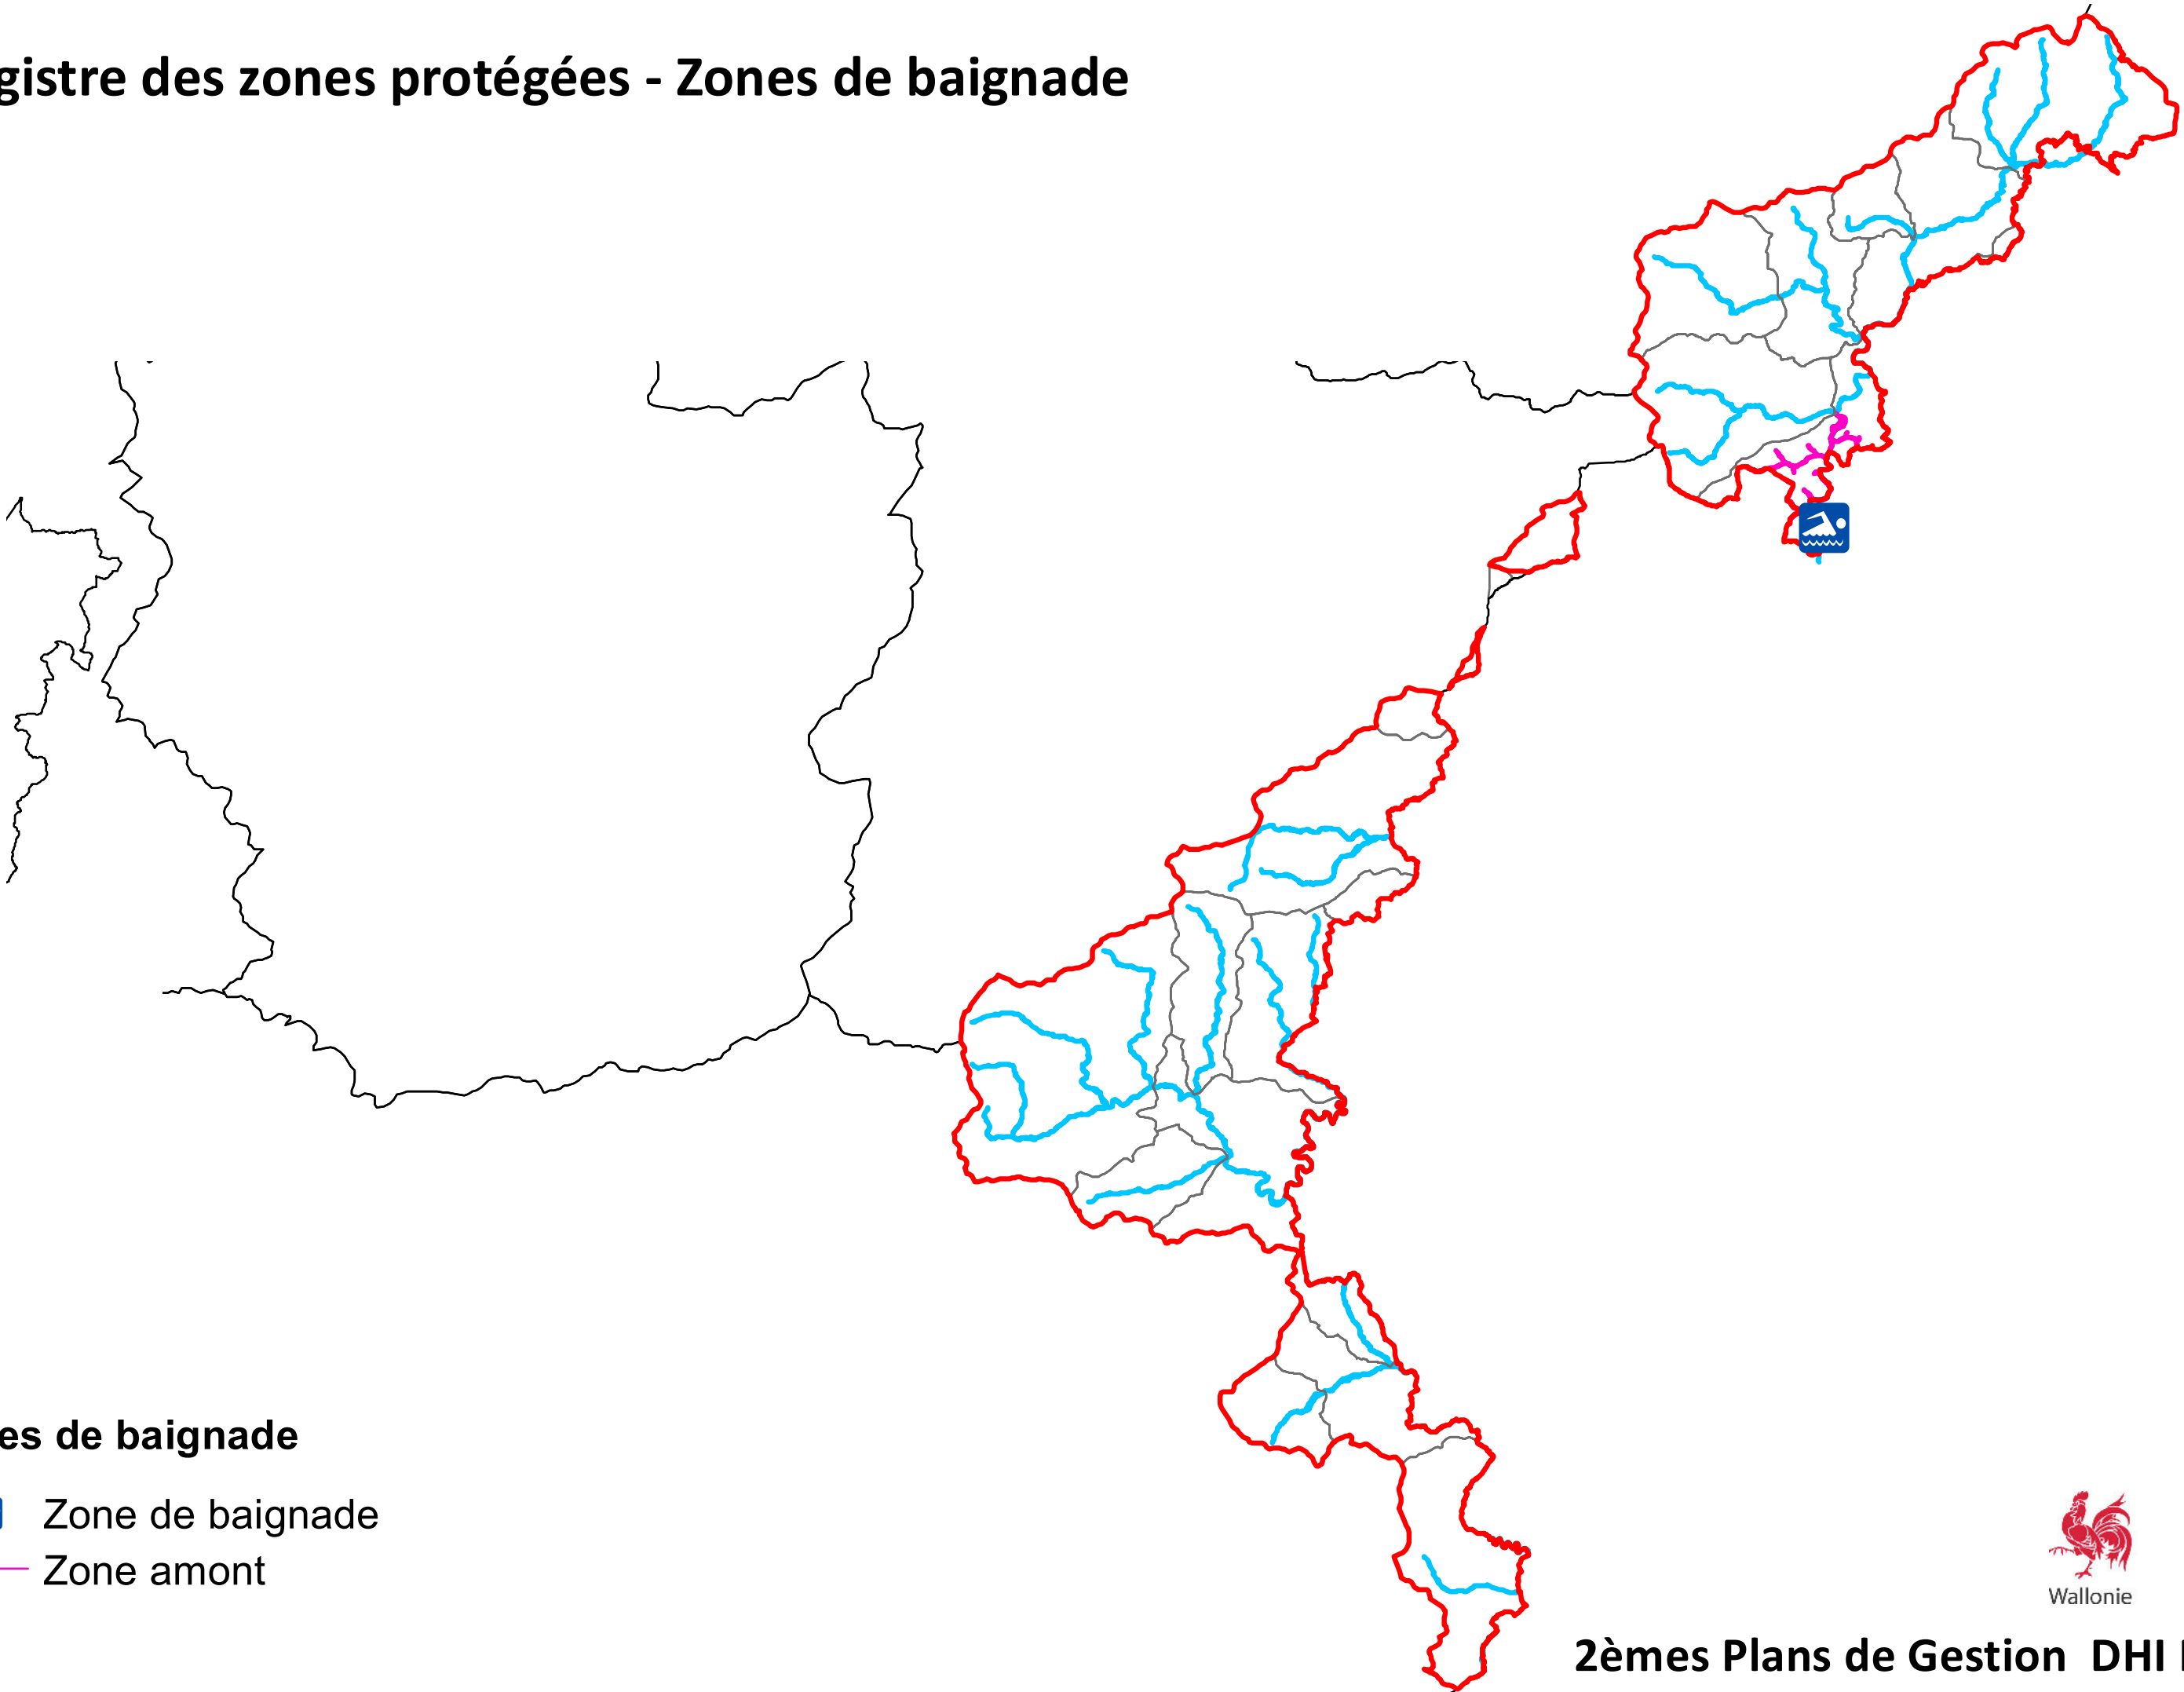 gistre des zones protégées - Zones de baignade
es de baignade
Zone de baignade
Zone amont
Wallonie
2èmes Plans de Gestion DHI